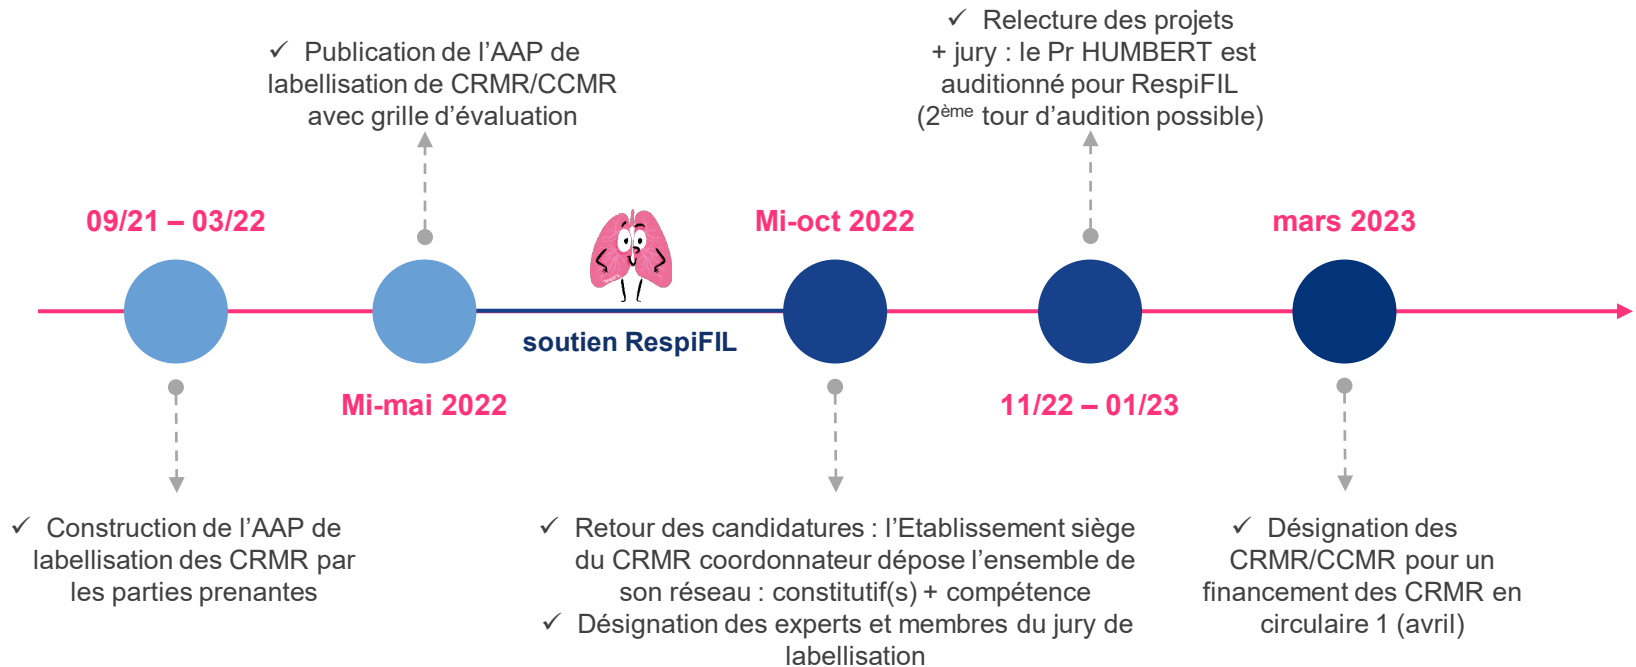 ✓ Publication de l’AAP de
labellisation de CRMR/CCMR
avec grille d’évaluation
✓ Relecture des projets
+ jury : le Pr HUMBERT est
auditionné pour RespiFIL
(2ème tour d’audition possible)
09/21 – 03/22
Mi-oct 2022
mars 2023
soutien RespiFIL
Mi-mai 2022
11/22 – 01/23
✓ Construction de l’AAP de
labellisation des CRMR par
les parties prenantes
✓ Retour des candidatures : l’Etablissement siège
du CRMR coordonnateur dépose l’ensemble de
son réseau : constitutif(s) + compétence
✓ Désignation des experts et membres du jury de
labellisation
✓ Désignation des
CRMR/CCMR pour un
financement des CRMR en
circulaire 1 (avril)